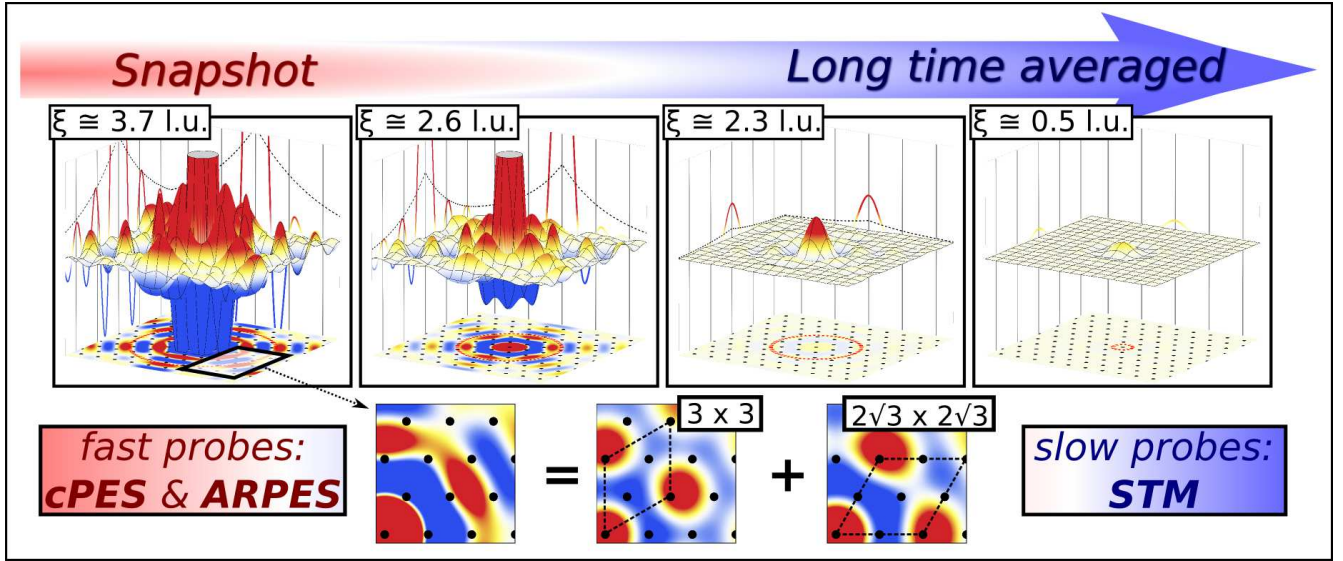 Snapshot
Long time averaged
ξ ≅ 3.7 l.u.
ξ ≅ 2.6 l.u.
ξ ≅ 2.3 l.u.
ξ ≅ 0.5 l.u.
fast probes:
cPES & ARPES
=
3 x 3
+
2√3 x 2√3
slow probes:
STM